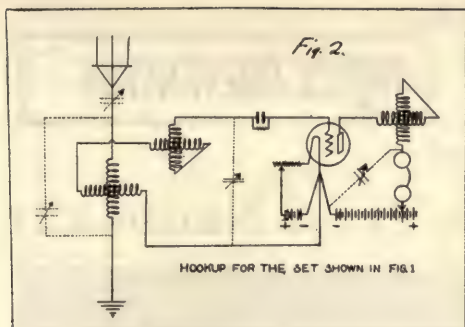 Fig. 2.
+ - - +
HOOKUP FOR THE SET SHOWN IN FIG.1